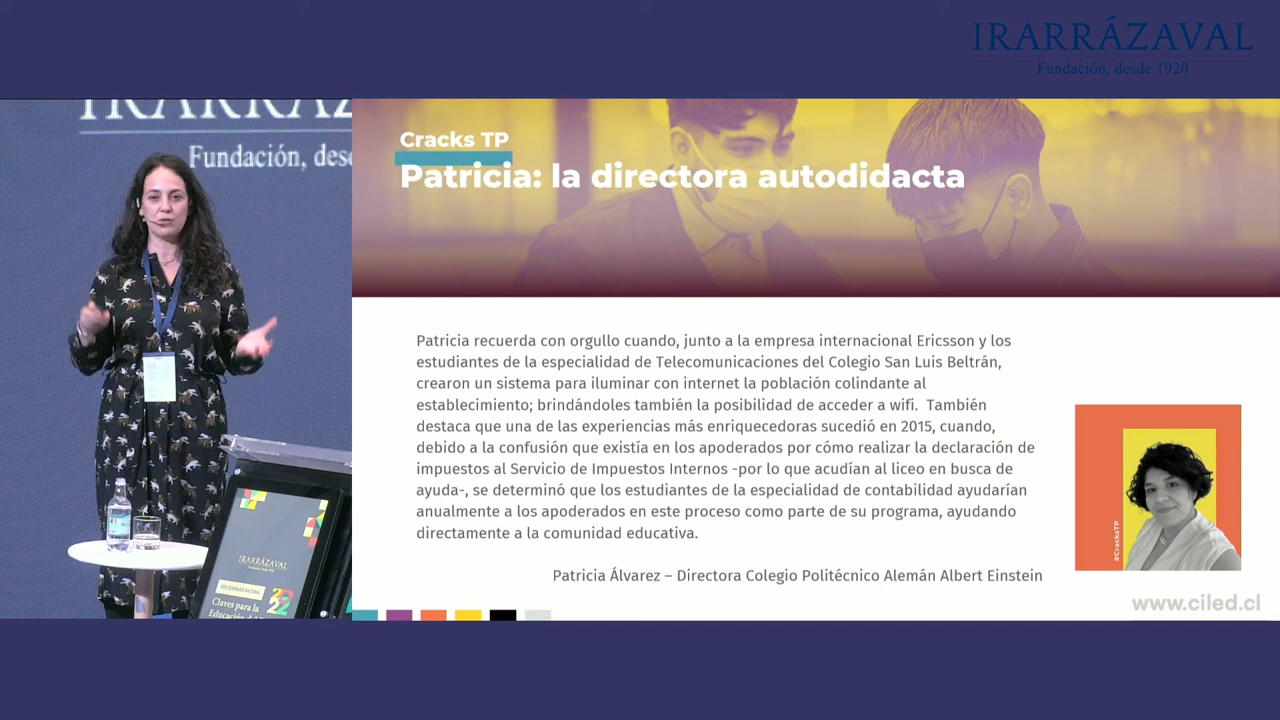 IRARRÁZAVAL
Fundación, desde 1920
IRARRÁZ
Fundación, desd
Cracks TP
Patricia: la directora autodidacta
Patricia recuerda con orgullo cuando, junto a la empresa internacional Ericsson y los
estudiantes de la especialidad de Telecomunicaciones del Colegio San Luis Beltrán,
crearon un sistema para iluminar con internet la población colindante al
establecimiento; brindándoles también la posibilidad de acceder a wifi. También
destaca que una de las experiencias más enriquecedoras sucedió en 2015, cuando,
debido a la confusión que existía en los apoderados por cómo realizar la declaración de
impuestos al Servicio de Impuestos Internos -por lo que acudían al liceo en busca de
ayuda-, se determinó que los estudiantes de la especialidad de contabilidad ayudarían
anualmente a los apoderados en este proceso como parte de su programa, ayudando
directamente a la comunidad educativa.
Patricia Álvarez – Directora Colegio Politécnico Alemán Albert Einstein
#CracksTP
www.ciled.cl
IRARRÁZAVAL
2022
Claves para la